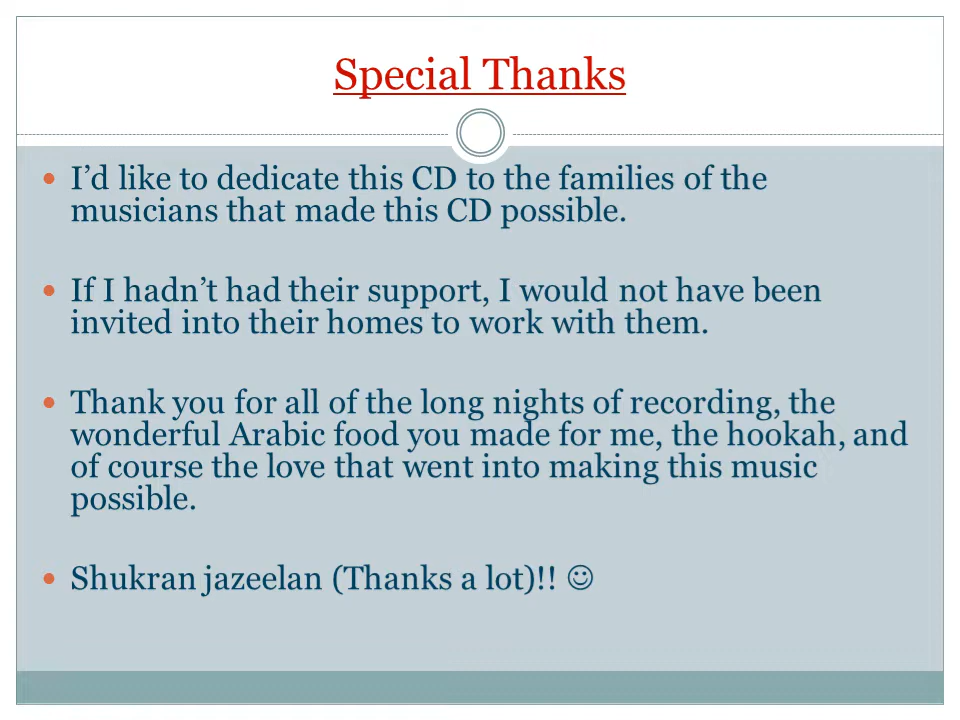 Special Thanks
• I’d like to dedicate this CD to the families of the
musicians that made this CD possible.
• If I hadn’t had their support, I would not have been
invited into their homes to work with them.
• Thank you for all of the long nights of recording, the
wonderful Arabic food you made for me, the hookah, and
of course the love that went into making this music
possible.
• Shukran jazeelan (Thanks a lot)!! ☺